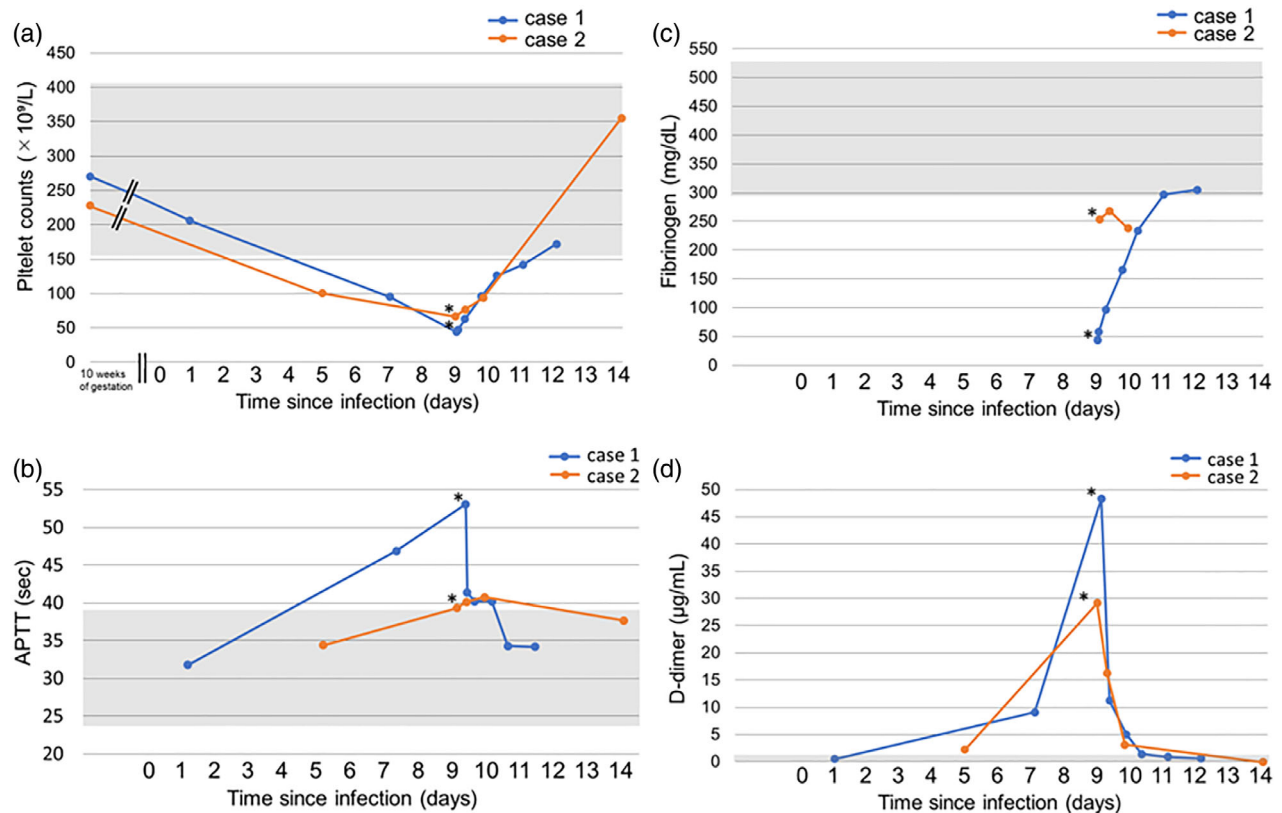 (a)
case 1
case 2
450
400
350
300
250
200
150
100
50
0
Pltelet counts (× 10⁹/L)
*
*
10 weeks
of gestation
0 1 2 3 4 5 6 7 8 9 10 11 12 13 14
Time since infection (days)
(c)
case 1
case 2
550
500
450
400
350
300
250
200
150
100
50
0
Fibrinogen (mg/dL)
*
*
0 1 2 3 4 5 6 7 8 9 10 11 12 13 14
Time since infection (days)
(b)
case 1
case 2
55
50
45
40
35
30
25
20
APTT (sec)
*
*
0 1 2 3 4 5 6 7 8 9 10 11 12 13 14
Time since infection (days)
(d)
case 1
case 2
50
45
40
35
30
25
20
15
10
5
0
D-dimer (µg/mL)
*
*
0 1 2 3 4 5 6 7 8 9 10 11 12 13 14
Time since infection (days)